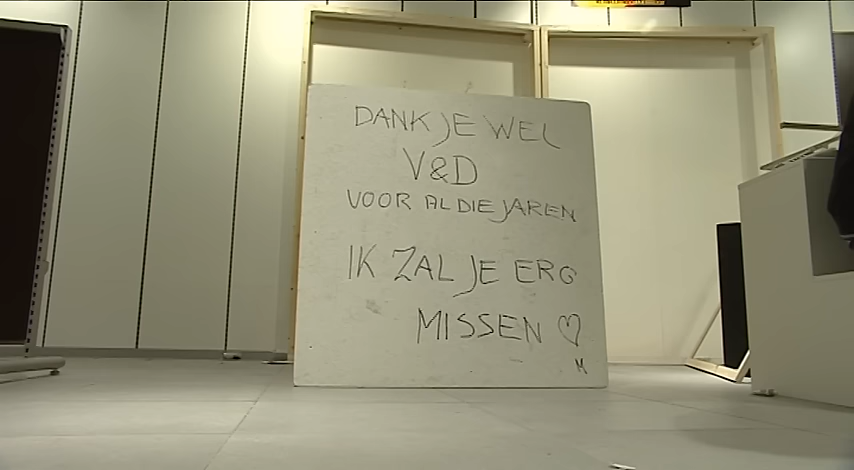 DANK JE WEL
V&D
VOOR AL DIE JAREN
IK ZAL JE ERG
MISSEN ♡
M